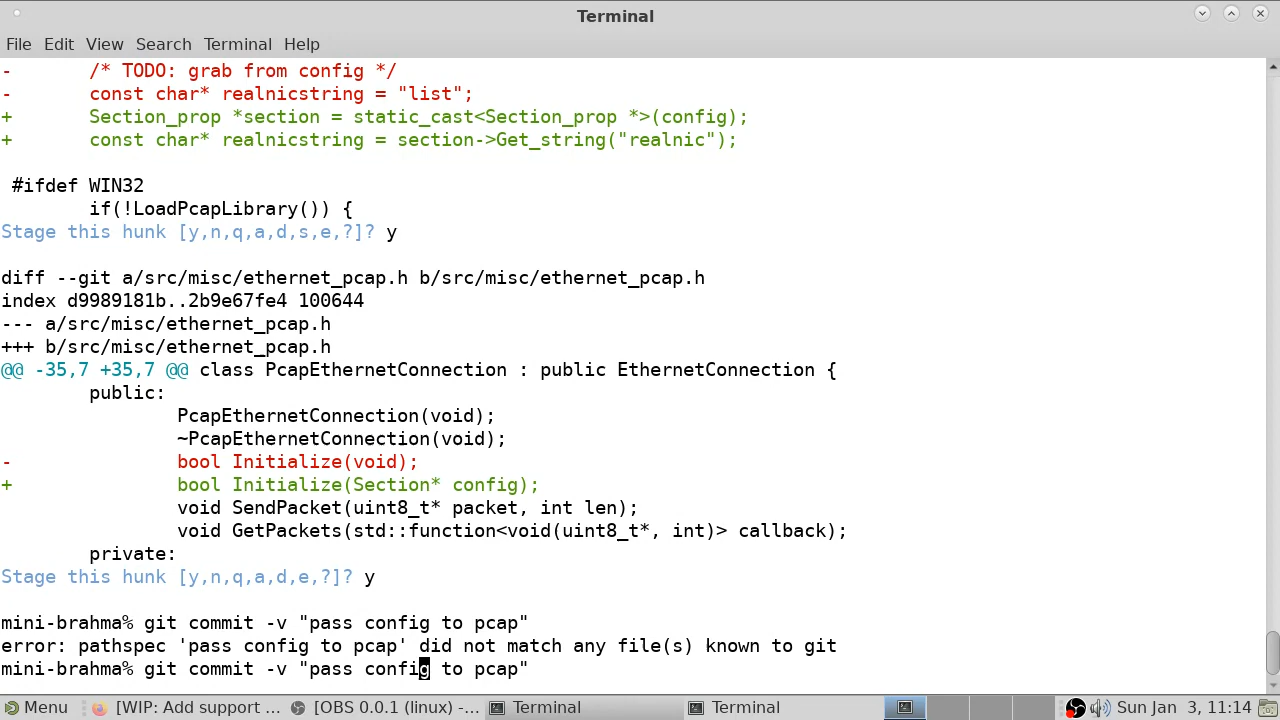 Terminal
File Edit View Search Terminal Help
- /* TODO: grab from config */
- const char* realnicstring = "list";
+ Section_prop *section = static_cast<Section_prop *>(config);
+ const char* realnicstring = section->Get_string("realnic");
#ifdef WIN32
if(!LoadPcapLibrary()) {
Stage this hunk [y,n,q,a,d,s,e,?]? y
diff --git a/src/misc/ethernet_pcap.h b/src/misc/ethernet_pcap.h
index d9989181b..2b9e67fe4 100644
--- a/src/misc/ethernet_pcap.h
+++ b/src/misc/ethernet_pcap.h
@@ -35,7 +35,7 @@ class PcapEthernetConnection : public EthernetConnection {
public:
PcapEthernetConnection(void);
~PcapEthernetConnection(void);
- bool Initialize(void);
+ bool Initialize(Section* config);
void SendPacket(uint8_t* packet, int len);
void GetPackets(std::function<void(uint8_t*, int)> callback);
private:
Stage this hunk [y,n,q,a,d,e,?]? y
mini-brahma% git commit -v "pass config to pcap"
error: pathspec 'pass config to pcap' did not match any file(s) known to git
mini-brahma% git commit -v "pass config to pcap"
Menu [WIP: Add support ... [OBS 0.0.1 (linux) -... Terminal Terminal Sun Jan 3, 11:14